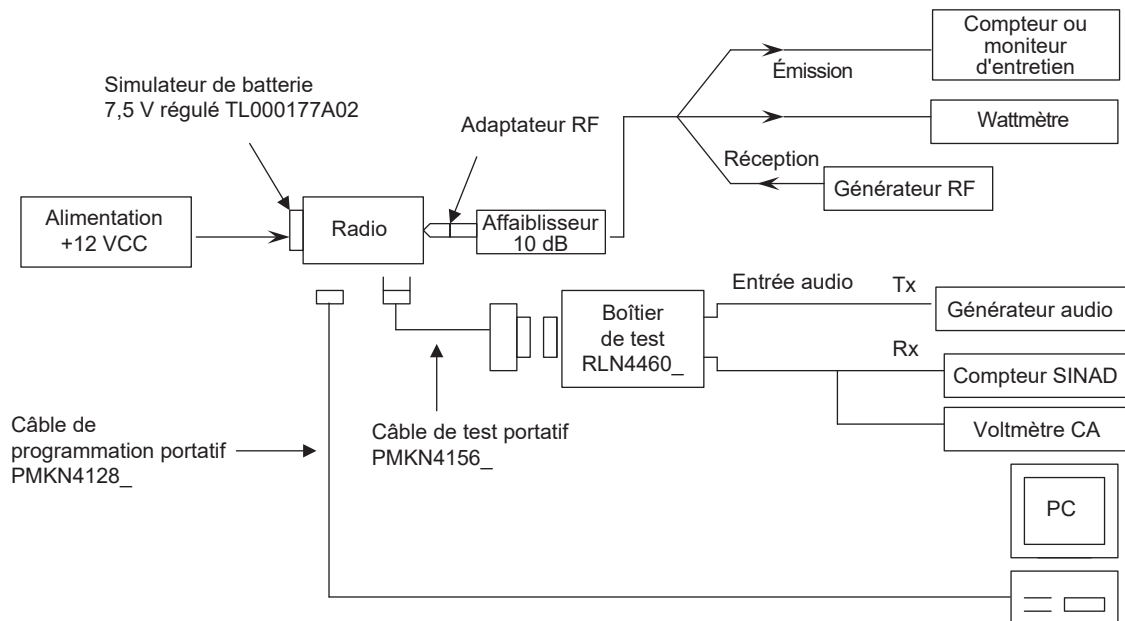 Compteur ou
moniteur
d'entretien
Émission
Simulateur de batterie
7,5 V régulé TL000177A02
Adaptateur RF
Wattmètre
Réception
Générateur RF
Alimentation
+12 VCC
Radio
Affaiblisseur
10 dB
Entrée audio
Tx
Générateur audio
Boîtier
de test
RLN4460_
Rx
Compteur SINAD
Voltmètre CA
Câble de
programmation portatif
PMKN4128_
Câble de test portatif
PMKN4156_
PC